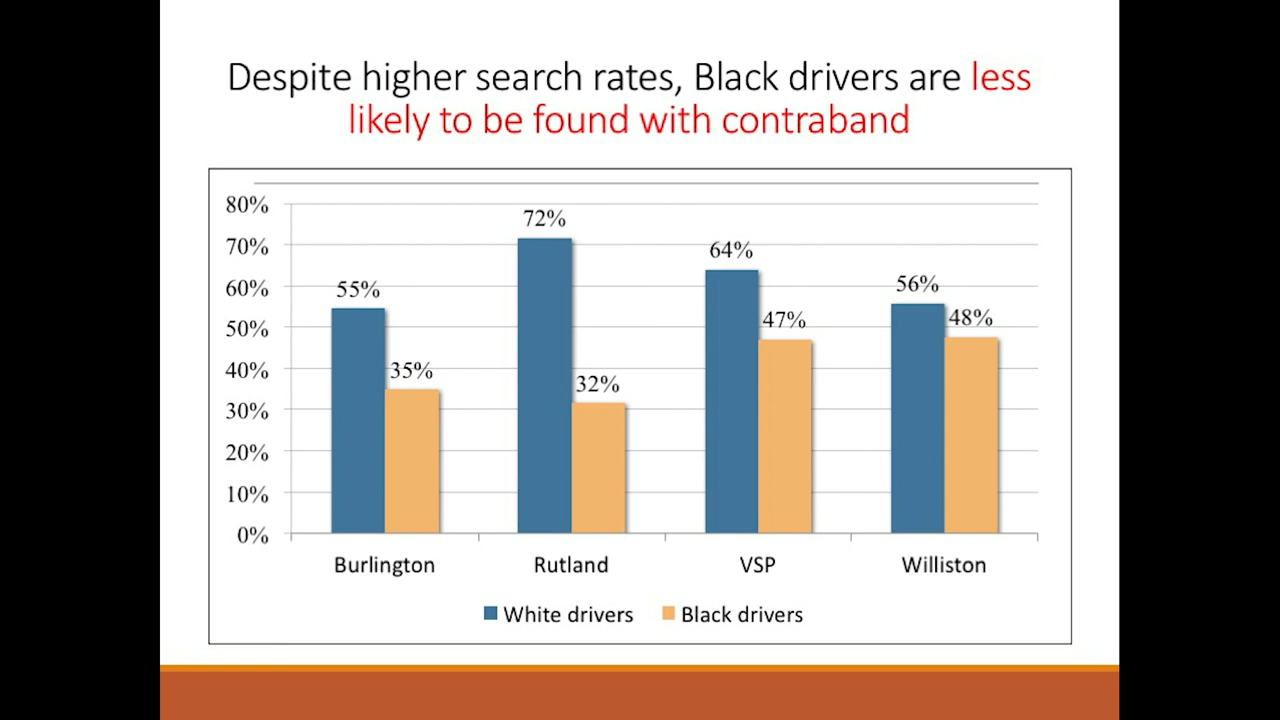 Despite higher search rates, Black drivers are less
likely to be found with contraband
80%
70%
60%
50%
40%
30%
20%
10%
0%
55%
35%
72%
32%
64%
47%
56%
48%
Burlington
Rutland
VSP
Williston
White drivers
Black drivers